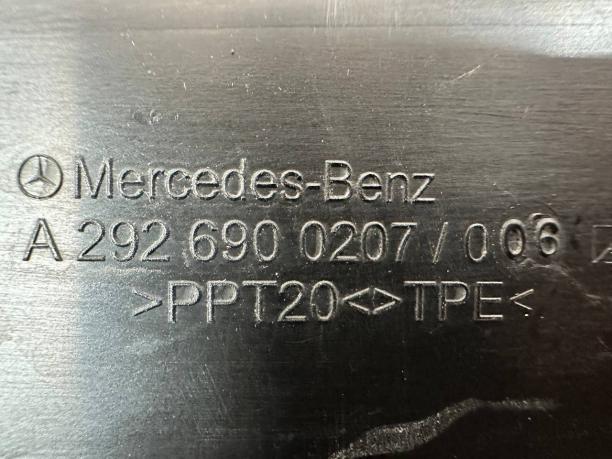 Mercedes-Benz
A 292 690 0207 / 006
>PPT20<>TPE<